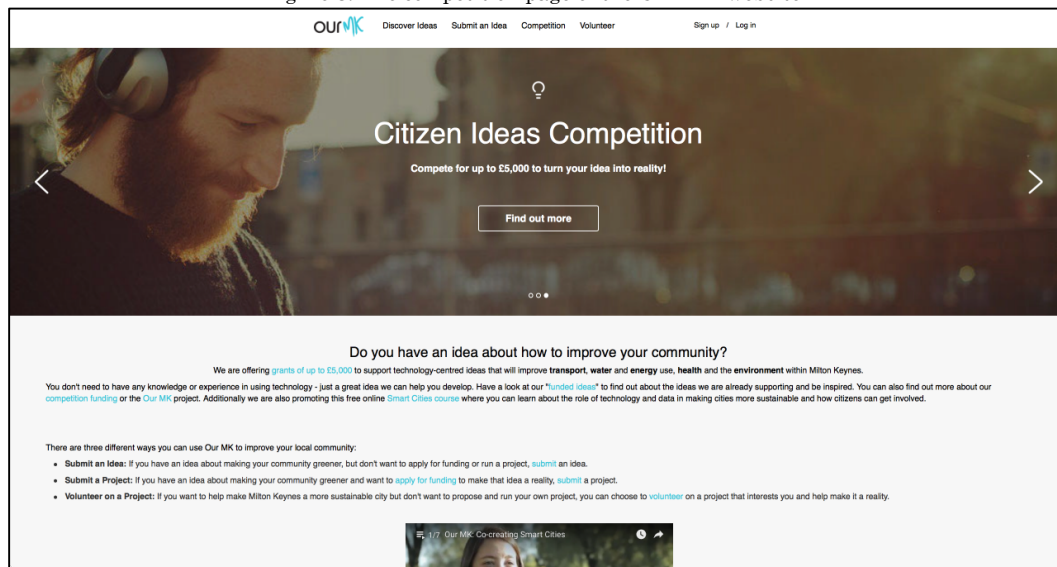 our MK
Discover Ideas Submit an Idea Competition Volunteer Sign up / Log in
Citizen Ideas Competition
Compete for up to £5,000 to turn your idea into reality!
Find out more
Do you have an idea about how to improve your community?
We are offering grants of up to £5,000 to support technology-centred ideas that will improve transport, water and energy use, health and the environment within Milton Keynes.
You don't need to have any knowledge or experience in using technology - just a great idea we can help you develop. Have a look at our "funded ideas" to find out about the ideas we are already supporting and be inspired. You can also find out more about our
competition funding or the Our MK project. Additionally we are also promoting this free online Smart Cities course where you can learn about the role of technology and data in making cities more sustainable and how citizens can get involved.
There are three different ways you can use Our MK to improve your local community:
• Submit an Idea: If you have an idea about making your community greener, but don't want to apply for funding or run a project, submit an idea.
• Submit a Project: If you have an idea about making your community greener and want to apply for funding to make that idea a reality, submit a project.
• Volunteer on a Project: If you want to help make Milton Keynes a more sustainable city but don't want to propose and run your own project, you can choose to volunteer on a project that interests you and help make it a reality.
1/7 Our MK: Co-creating Smart Cities